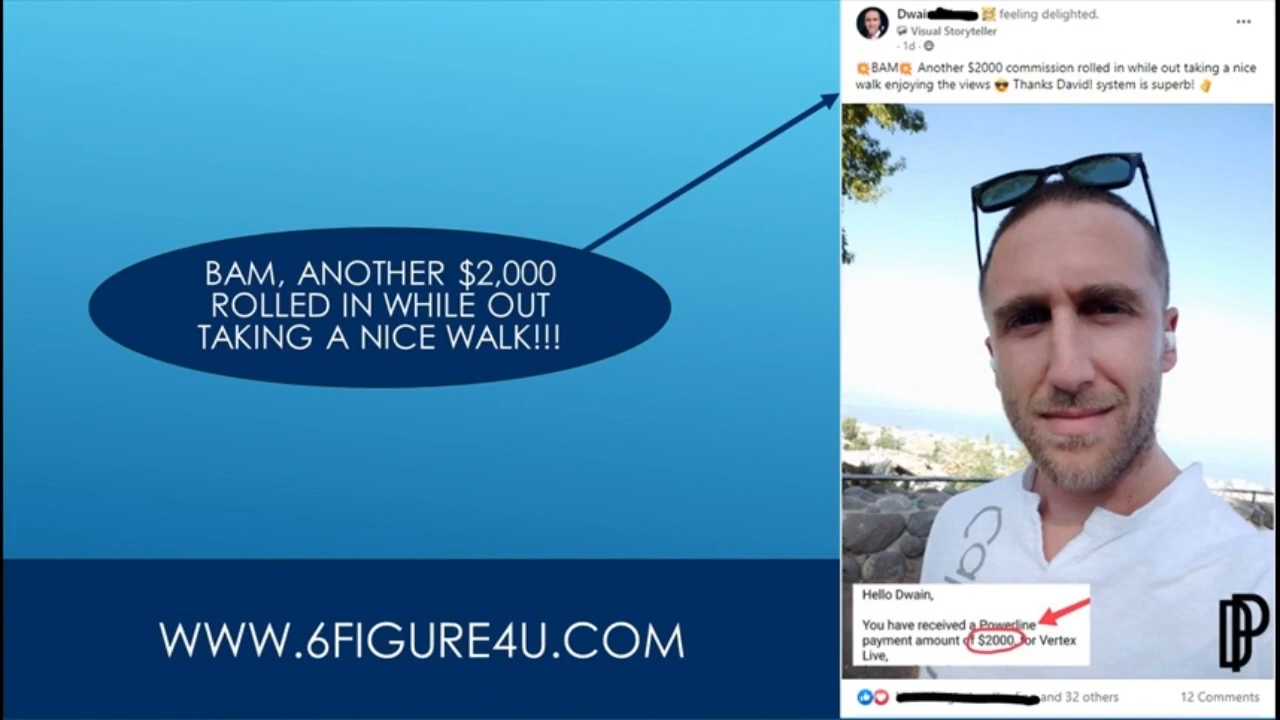 BAM, ANOTHER $2,000
ROLLED IN WHILE OUT
TAKING A NICE WALK!!!
WWW.6FIGURE4U.COM
Dwai feeling delighted.
Visual Storyteller
· 1d ·
💥BAM💥 Another $2000 commission rolled in while out taking a nice
walk enjoying the views 😎 Thanks David! system is superb! 👌
Ca
Hello Dwain,
You have received a Powerline
payment amount of $2000, for Vertex
Live,
DP
and 32 others
12 Comments